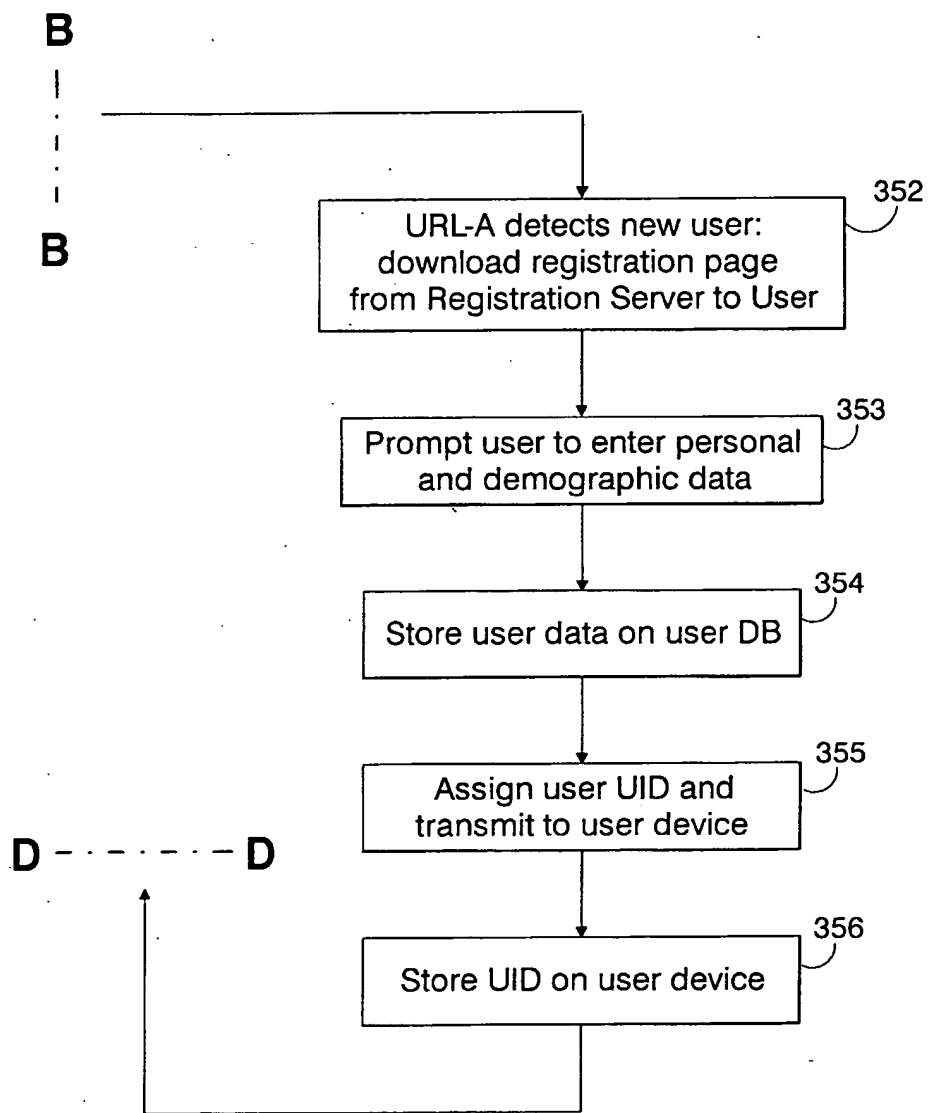 B
B
352
URL-A detects new user:
download registration page
from Registration Server to User
353
Prompt user to enter personal
and demographic data
354
Store user data on user DB
355
Assign user UID and
transmit to user device
D D
356
Store UID on user device